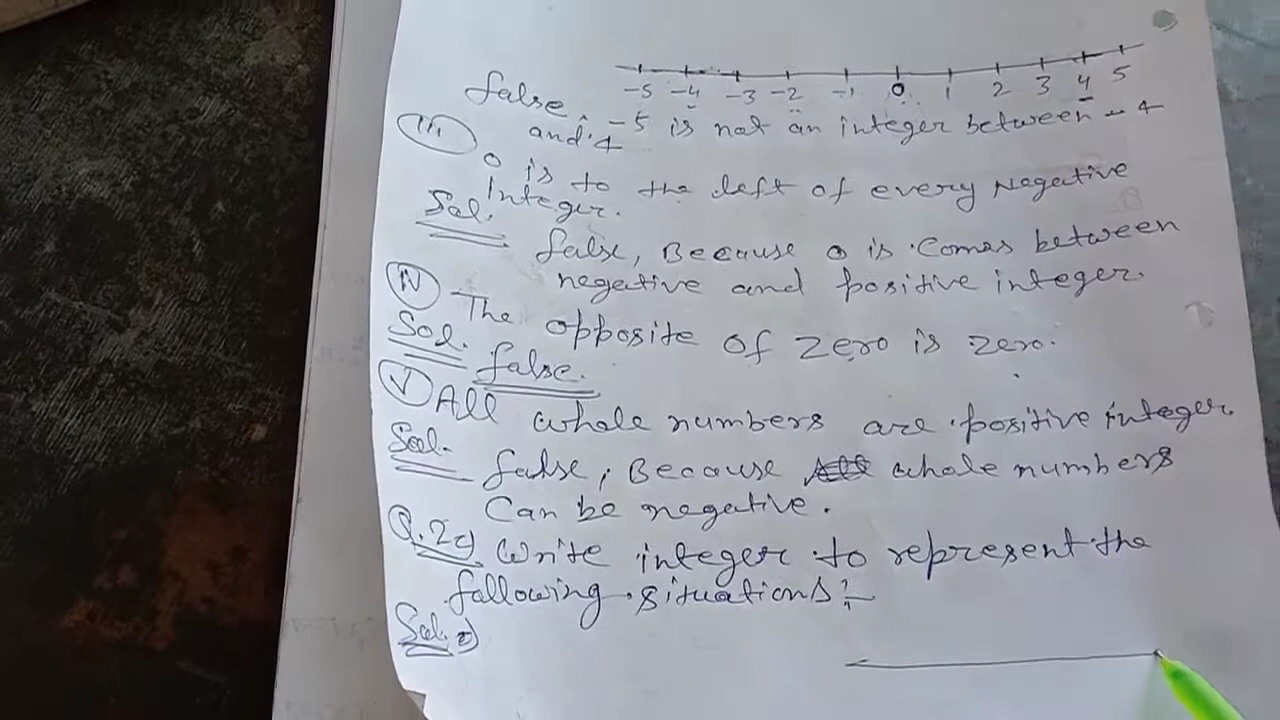 -5 -4 -3 -2 -1 0 1 2 3 4 5
false, -5 is not an integer between -4
and 4
(iii) 0 is to the left of every Negative
Integer.
Sol. false, Because 0 is comes between
negative and positive integer.
(iv) The opposite of zero is zero.
Sol. false.
(v) All whole numbers are positive integer.
Sol. false, Because whole numbers
can be negative.
Q.2 Write integer to represent the
following situations:-
Sol.